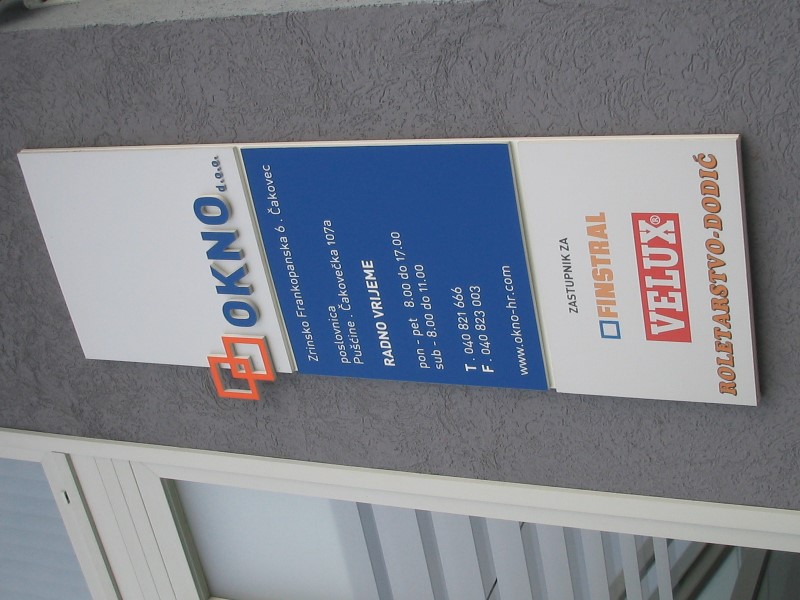 OKNO d.o.o.
Zrinsko Frankopanska 6 . Čakovec
poslovnica
Pušćine . Čakovečka 107a
RADNO VRIJEME
pon - pet 8.00 do 17.00
sub - 8.00 do 11.00
T . 040 821 666
F . 040 823 003
www.okno-hr.com
ZASTUPNIK ZA
FINSTRAL
VELUX®
ROLETARSTVO-DODIĆ